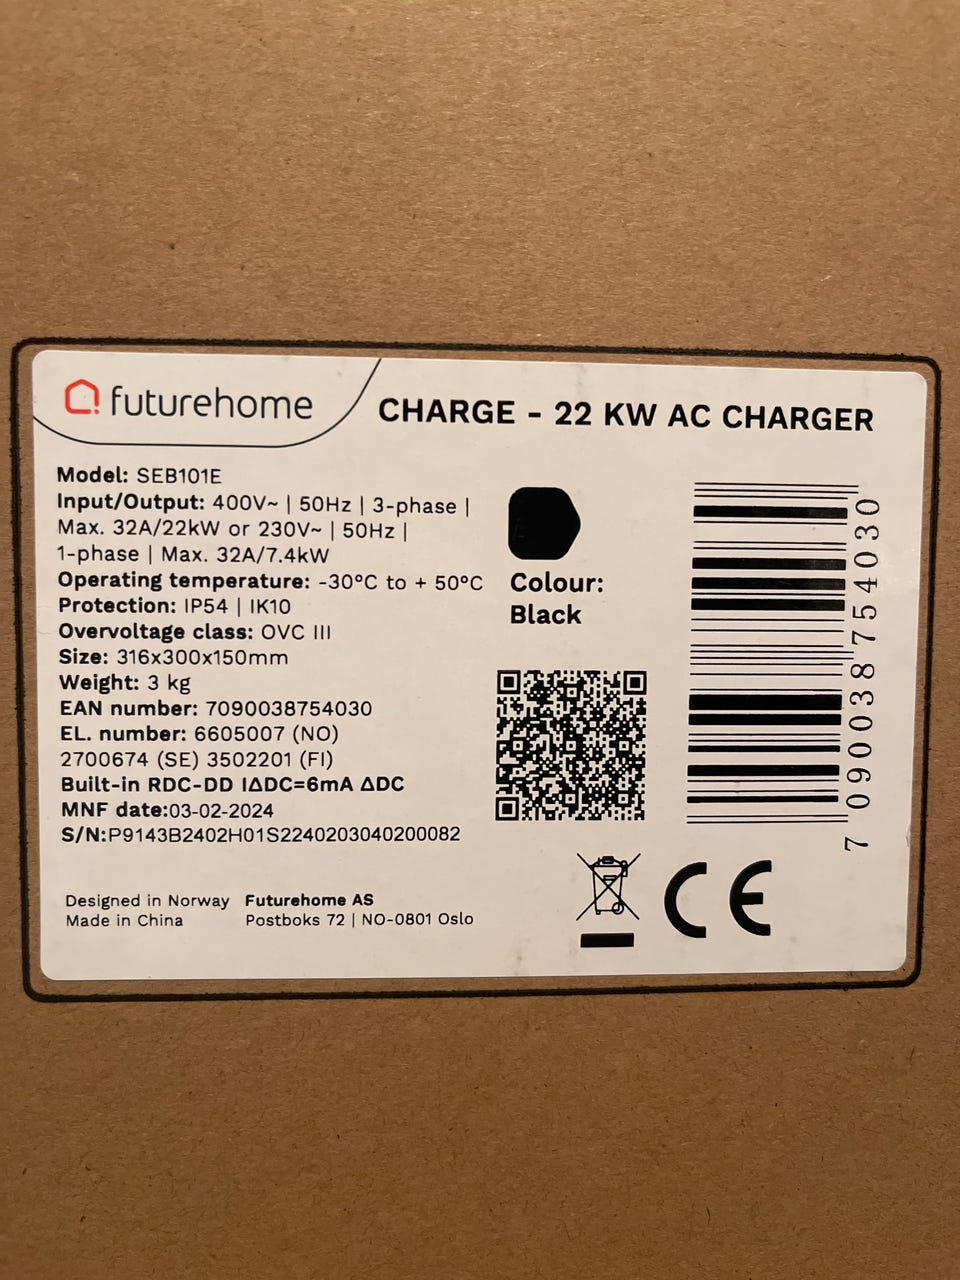 futurehome
CHARGE - 22 KW AC CHARGER
Model: SEB101E
Input/Output: 400V~ | 50Hz | 3-phase |
Max. 32A/22kW or 230V~ | 50Hz |
1-phase | Max. 32A/7.4kW
Operating temperature: -30°C to + 50°C
Protection: IP54 | IK10
Overvoltage class: OVC III
Size: 316x300x150mm
Weight: 3 kg
EAN number: 7090038754030
EL. number: 6605007 (NO)
2700674 (SE) 3502201 (FI)
Built-in RDC-DD IΔDC=6mA ΔDC
MNF date:03-02-2024
S/N:P9143B2402H01S2240203040200082
Designed in Norway
Made in China
Futurehome AS
Postboks 72 | NO-0801 Oslo
Colour:
Black
7 090038 754030
CE